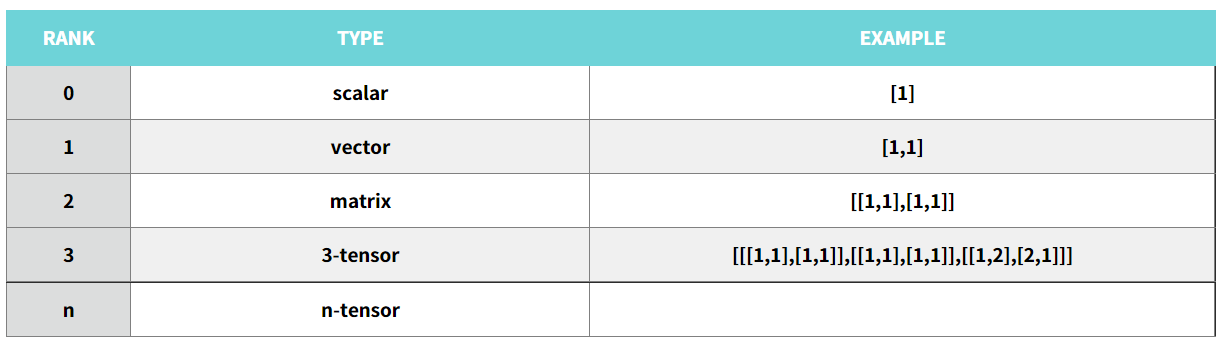 RANK TYPE EXAMPLE
0 scalar [1]
1 vector [1,1]
2 matrix [[1,1],[1,1]]
3 3-tensor [[[1,1],[1,1]],[[1,1],[1,1]],[[1,2],[2,1]]]
n n-tensor